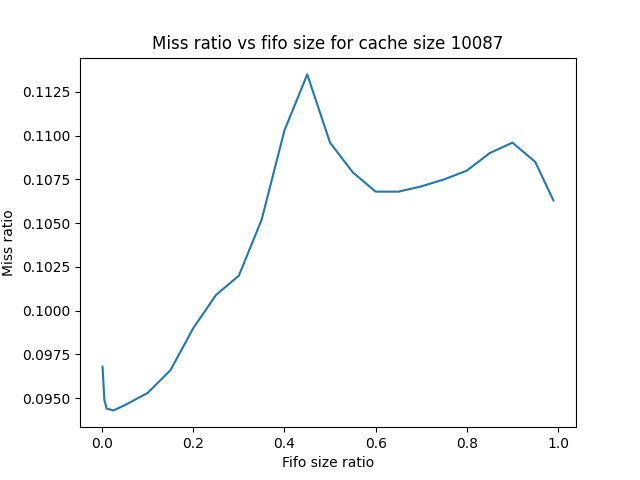 Miss ratio vs fifo size for cache size 10087
Miss ratio
0.1125
0.1100
0.1075
0.1050
0.1025
0.1000
0.0975
0.0950
0.0 0.2 0.4 0.6 0.8 1.0
Fifo size ratio